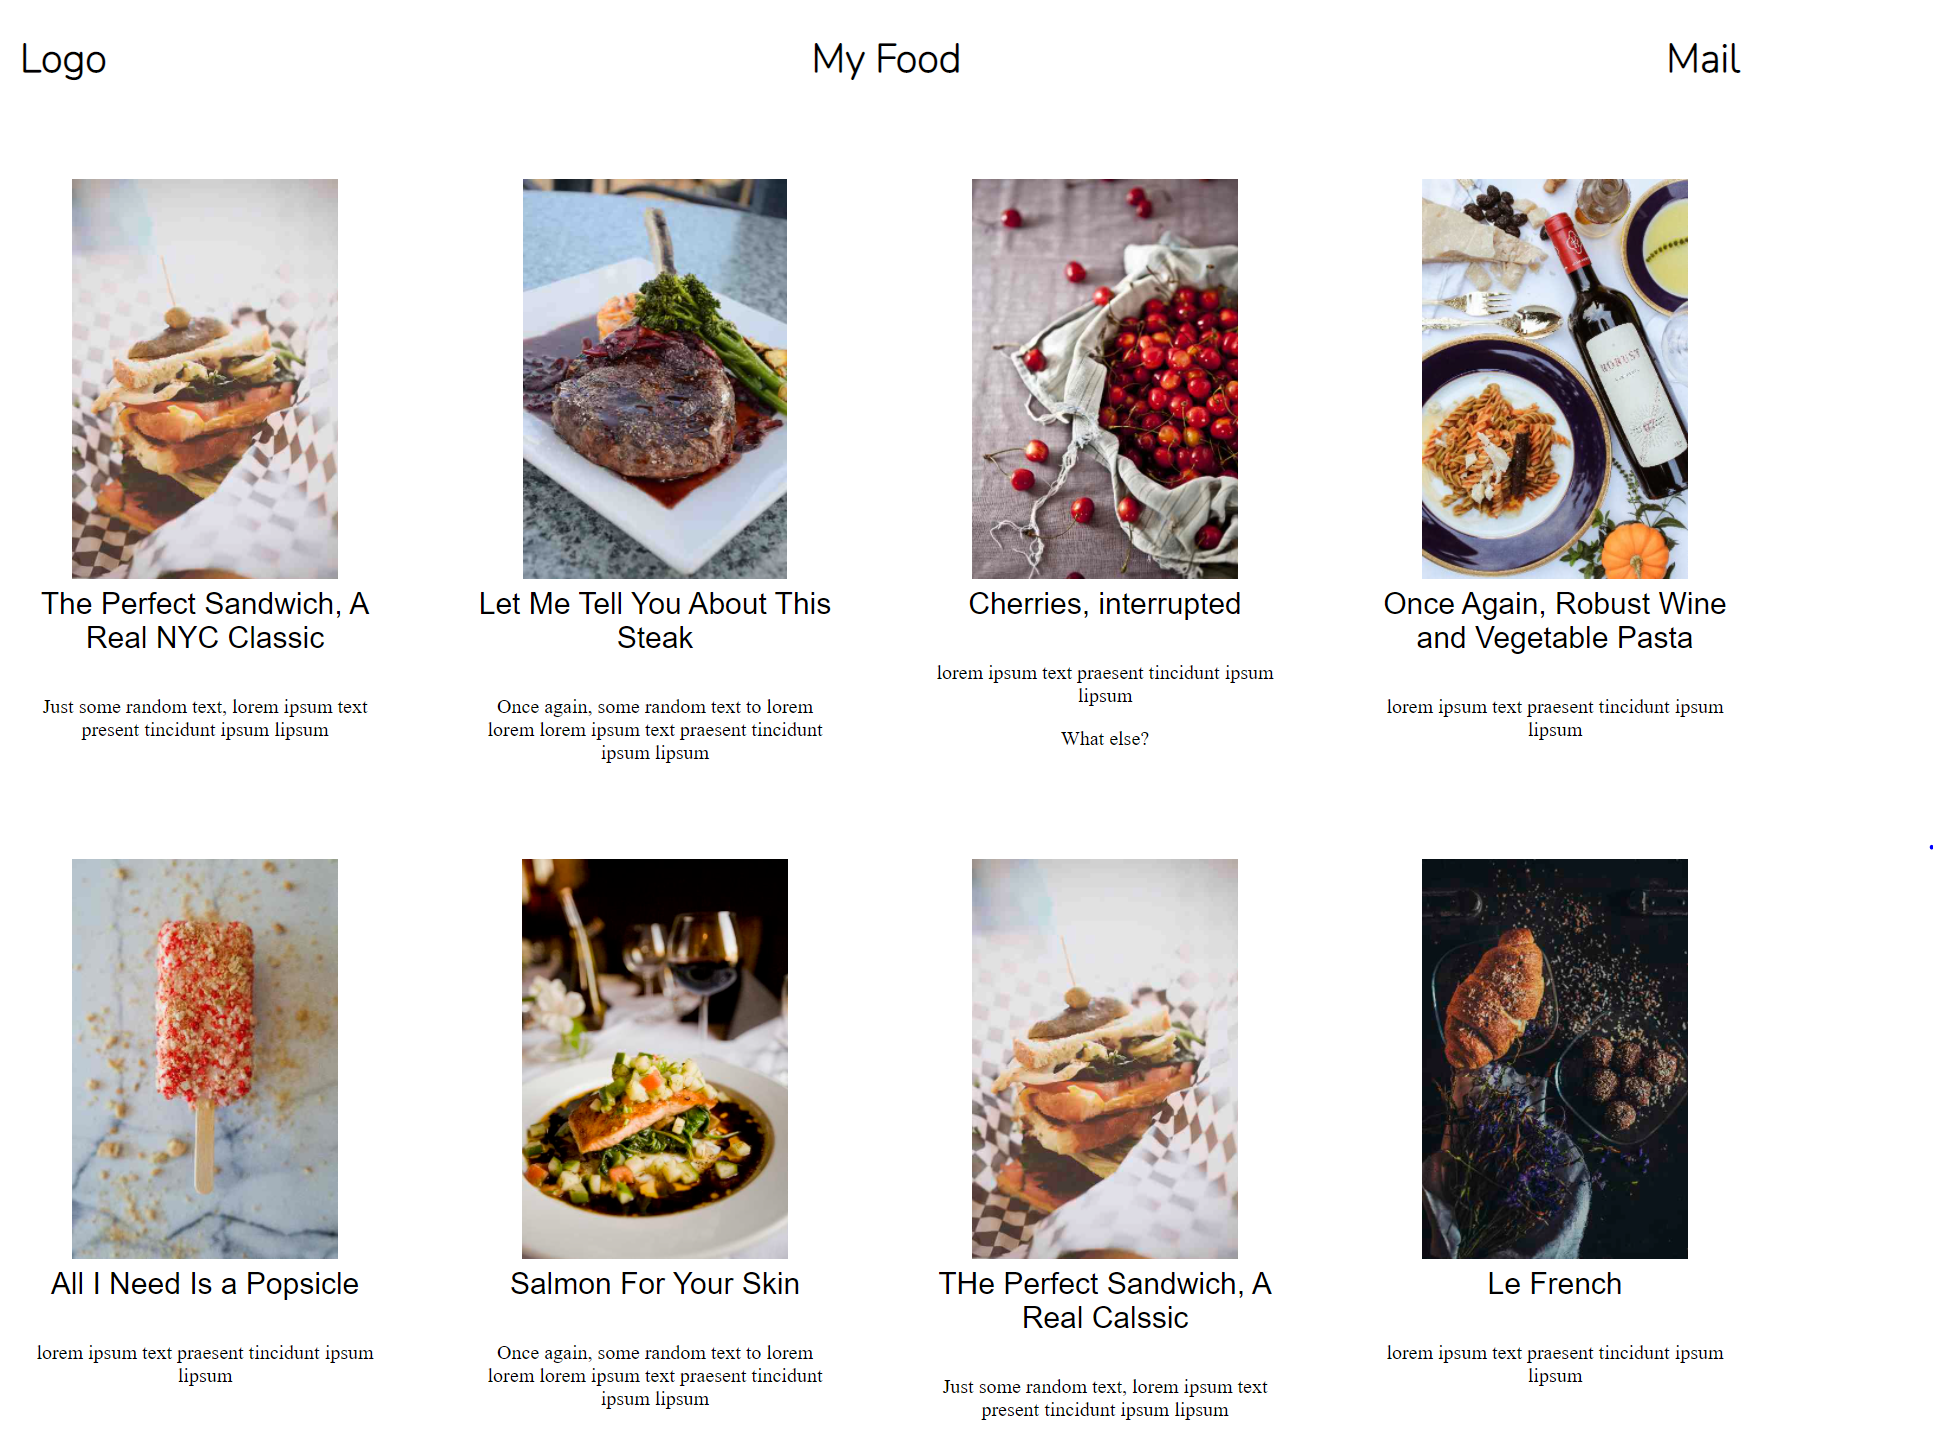 Logo
My Food
Mail
The Perfect Sandwich, A
Real NYC Classic
Just some random text, lorem ipsum text
present tincidunt ipsum lipsum
Let Me Tell You About This
Steak
Once again, some random text to lorem
lorem lorem ipsum text praesent tincidunt
ipsum lipsum
Cherries, interrupted
lorem ipsum text praesent tincidunt ipsum
lipsum
What else?
ROBUST
Once Again, Robust Wine
and Vegetable Pasta
lorem ipsum text praesent tincidunt ipsum
lipsum
All I Need Is a Popsicle
lorem ipsum text praesent tincidunt ipsum
lipsum
Salmon For Your Skin
Once again, some random text to lorem
lorem lorem ipsum text praesent tincidunt
ipsum lipsum
THe Perfect Sandwich, A
Real Calssic
Just some random text, lorem ipsum text
present tincidunt ipsum lipsum
Le French
lorem ipsum text praesent tincidunt ipsum
lipsum